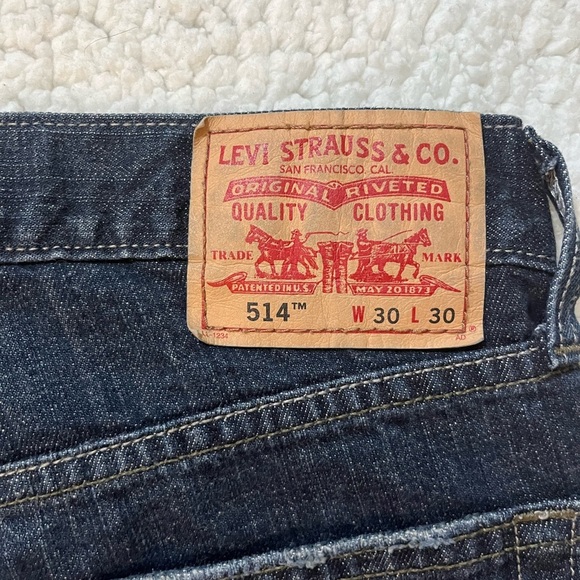 LEVI STRAUSS & CO.
SAN FRANCISCO, CAL.
ORIGINAL RIVETED
QUALITY CLOTHING
TRADE MARK
PATENTED IN U.S. MAY 20 1873
514™ W 30 L 30
®